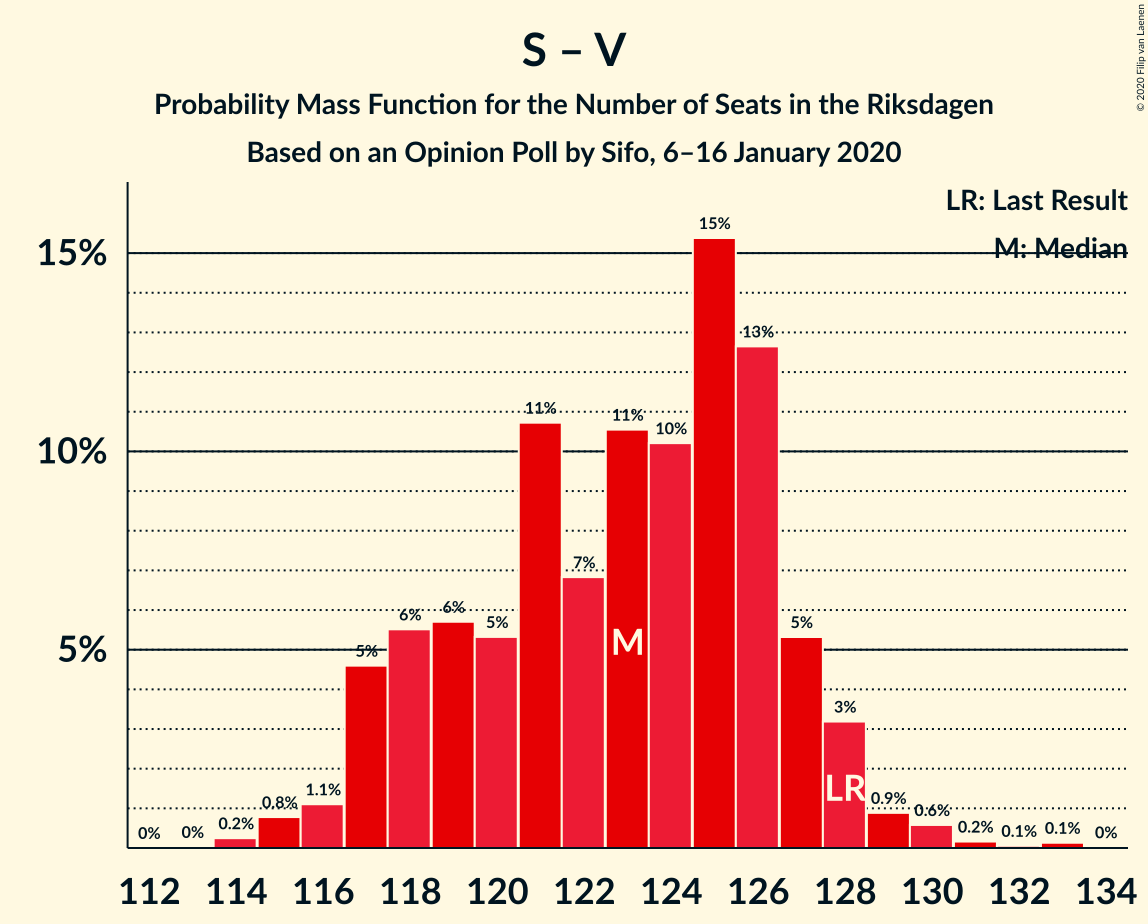 S – V
Probability Mass Function for the Number of Seats in the Riksdagen
Based on an Opinion Poll by Sifo, 6–16 January 2020
© 2020 Filip van Laenen
LR: Last Result
M: Median
15%
10%
5%
0%
0%
0.2%
0.8%
1.1%
5%
6%
6%
5%
11%
7%
11%
10%
15%
13%
5%
3%
0.9%
0.6%
0.2%
0.1%
0.1%
0%
M
LR
112 114 116 118 120 122 124 126 128 130 132 134